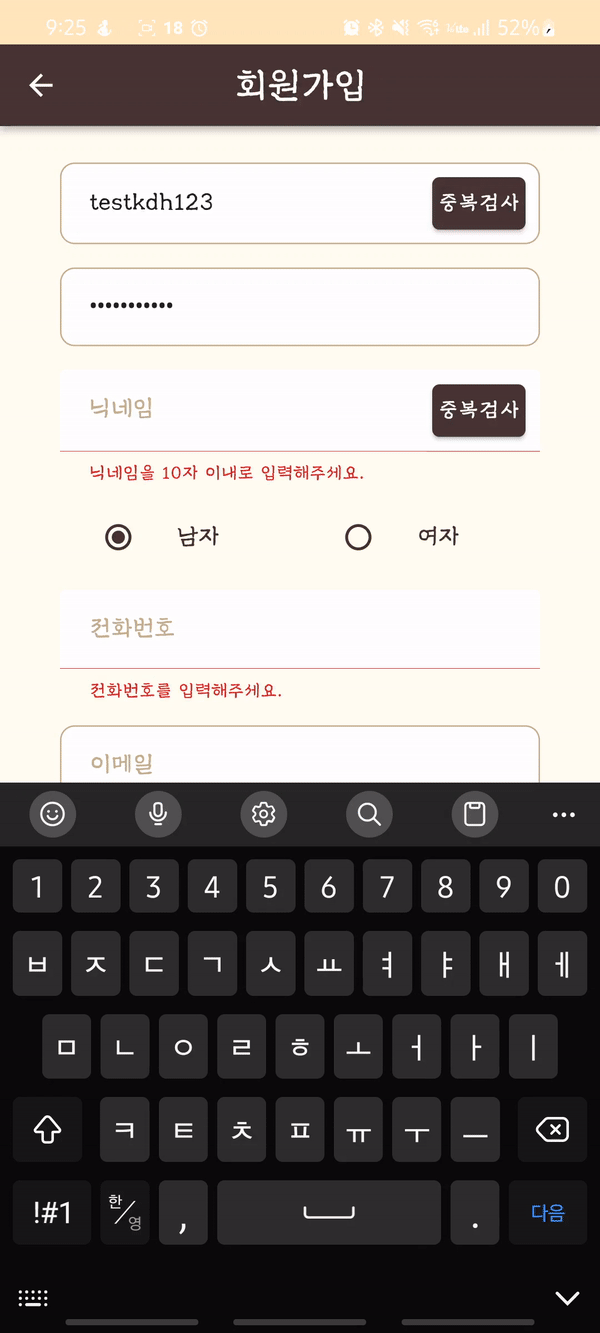 9:25 18 52%
회원가입
testkdh123 중복검사
•••••••••••
닉네임 중복검사
닉네임을 10자 이내로 입력해주세요.
남자 여자
전화번호
전화번호를 입력해주세요.
이메일
1 2 3 4 5 6 7 8 9 0
ㅂ ㅈ ㄷ ㄱ ㅅ ㅛ ㅕ ㅑ ㅐ ㅔ
ㅁ ㄴ ㅇ ㄹ ㅎ ㅗ ㅓ ㅏ ㅣ
ㅋ ㅌ ㅊ ㅍ ㅠ ㅜ ㅡ
!#1 한/영 , . 다음